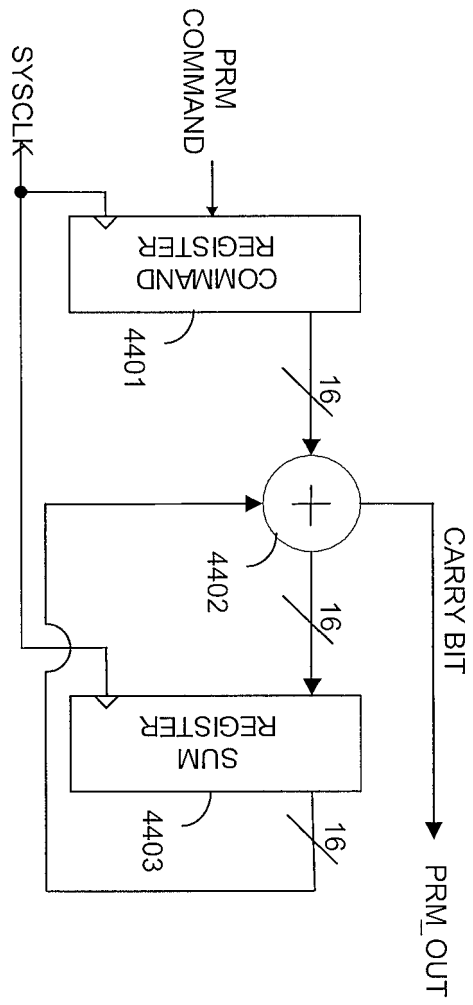 CARRY BIT
PRM_OUT
PRM
COMMAND
COMMAND
REGISTER
4401
16
4402
16
SUM
REGISTER
4403
16
SYSCLK